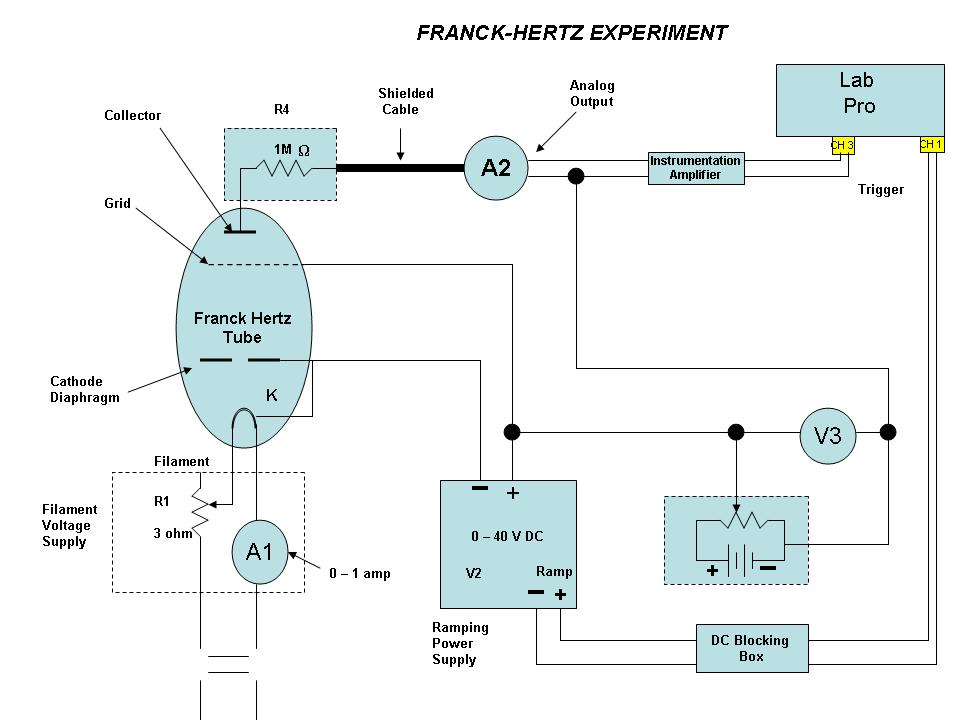 FRANCK-HERTZ EXPERIMENT
Lab
Pro
CH 3
CH 1
Trigger
Analog
Output
Shielded
Cable
R4
Collector
1M Ω
A2
Instrumentation
Amplifier
Grid
Franck Hertz
Tube
Cathode
Diaphragm
K
V3
Filament
Filament
Voltage
Supply
R1
3 ohm
A1
0 – 1 amp
− +
0 – 40 V DC
V2
Ramp
− +
Ramping
Power
Supply
+ −
DC Blocking
Box